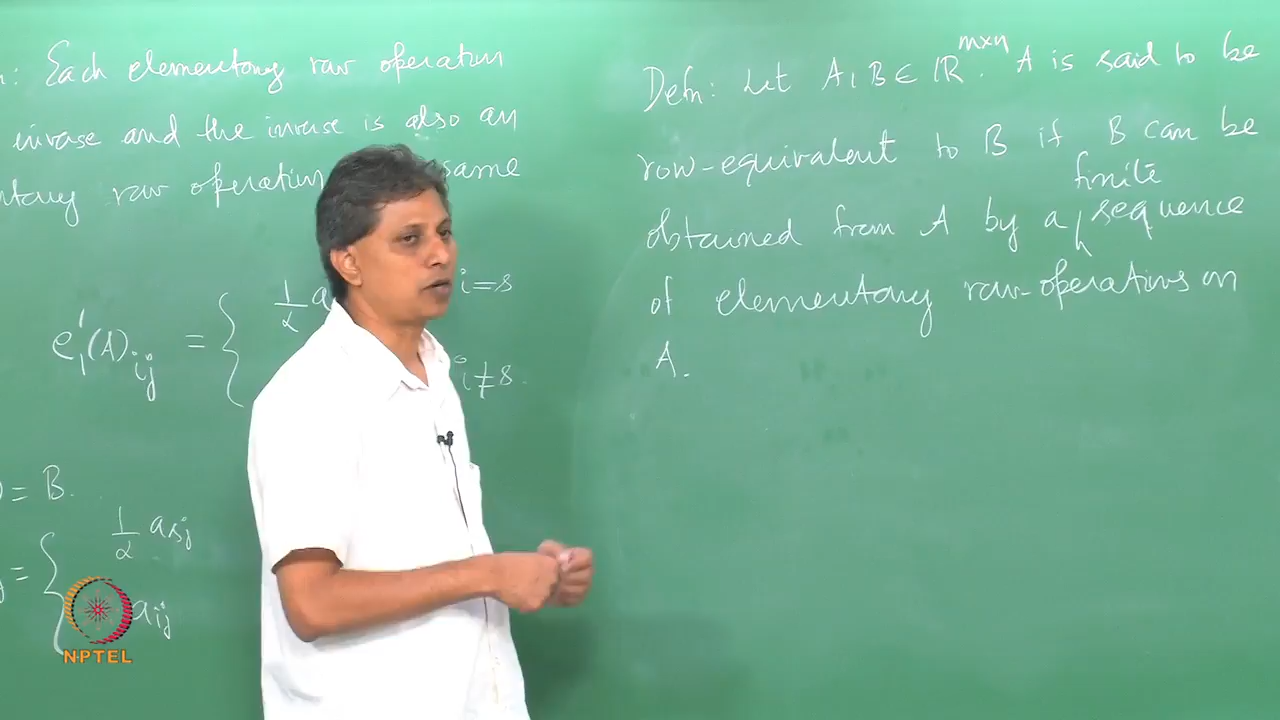 n: Each elementary row operation
inverse and the inverse is also an
ntary row operation same
e₁'(A)ᵢⱼ = { 1/α a i=s
i≠s.
) = B.
j = { 1/α aₛⱼ
aᵢⱼ
NPTEL
Defn: Let A, B ∈ ℝᵐˣⁿ. A is said to be
row-equivalent to B if B can be
obtained from A by a finite sequence
of elementary row-operations on
A.